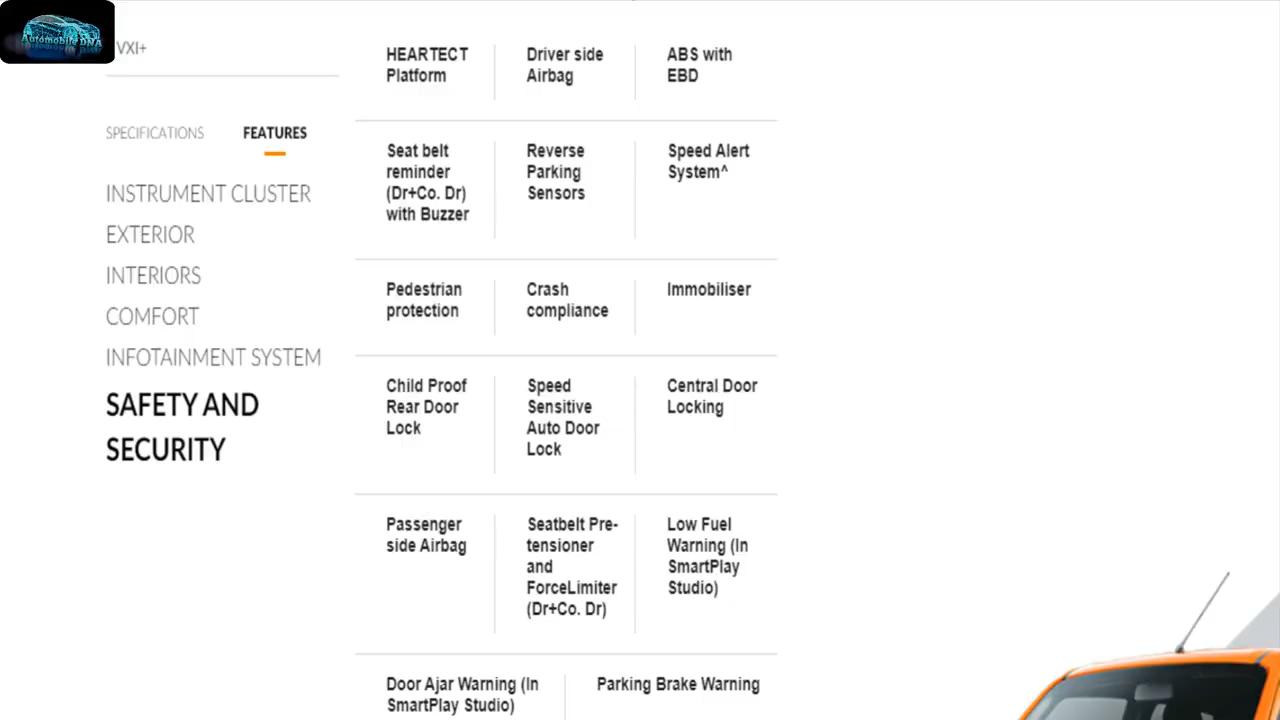 Automobile DNA
VXI+
SPECIFICATIONS
FEATURES
INSTRUMENT CLUSTER
EXTERIOR
INTERIORS
COMFORT
INFOTAINMENT SYSTEM
SAFETY AND
SECURITY
HEARTECT
Platform
Driver side
Airbag
ABS with
EBD
Seat belt
reminder
(Dr+Co. Dr)
with Buzzer
Reverse
Parking
Sensors
Speed Alert
System^
Pedestrian
protection
Crash
compliance
Immobiliser
Child Proof
Rear Door
Lock
Speed
Sensitive
Auto Door
Lock
Central Door
Locking
Passenger
side Airbag
Seatbelt Pre-
tensioner
and
ForceLimiter
(Dr+Co. Dr)
Low Fuel
Warning (In
SmartPlay
Studio)
Door Ajar Warning (In
SmartPlay Studio)
Parking Brake Warning